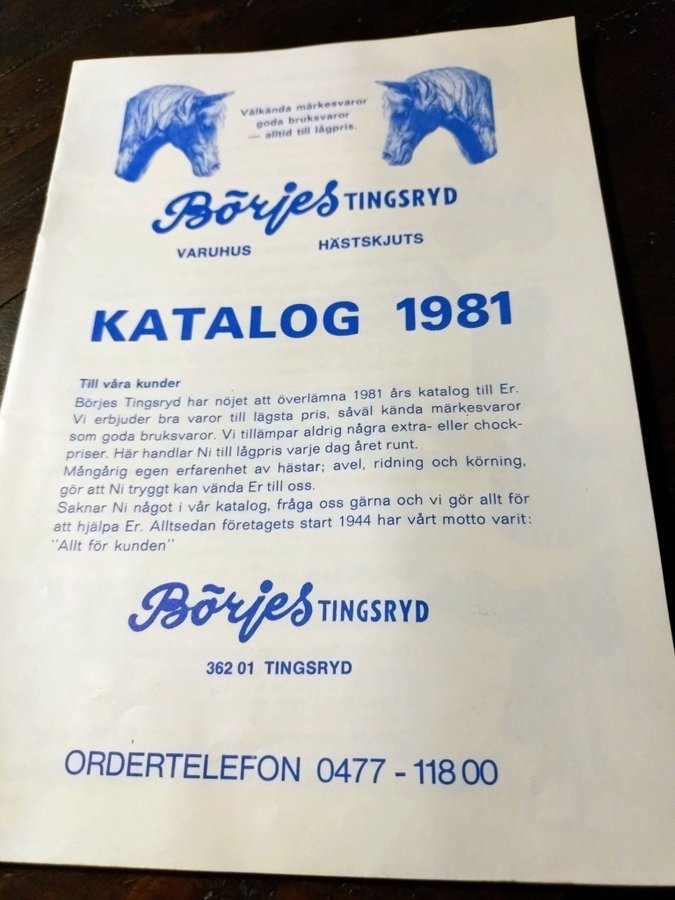 Välkända märkesvaror
goda bruksvaror
— alltid till lågpris.
Börjes TINGSRYD
VARUHUS HÄSTSKJUTS
KATALOG 1981
Till våra kunder
Börjes Tingsryd har nöjet att överlämna 1981 års katalog till Er.
Vi erbjuder bra varor till lägsta pris, såväl kända märkesvaror
som goda bruksvaror. Vi tillämpar aldrig några extra- eller chock-
priser. Här handlar Ni till lågpris varje dag året runt.
Mångårig egen erfarenhet av hästar; avel, ridning och körning,
gör att Ni tryggt kan vända Er till oss.
Saknar Ni något i vår katalog, fråga oss gärna och vi gör allt för
att hjälpa Er. Alltsedan företagets start 1944 har vårt motto varit:
"Allt för kunden"
Börjes TINGSRYD
362 01 TINGSRYD
ORDERTELEFON 0477 - 118 00